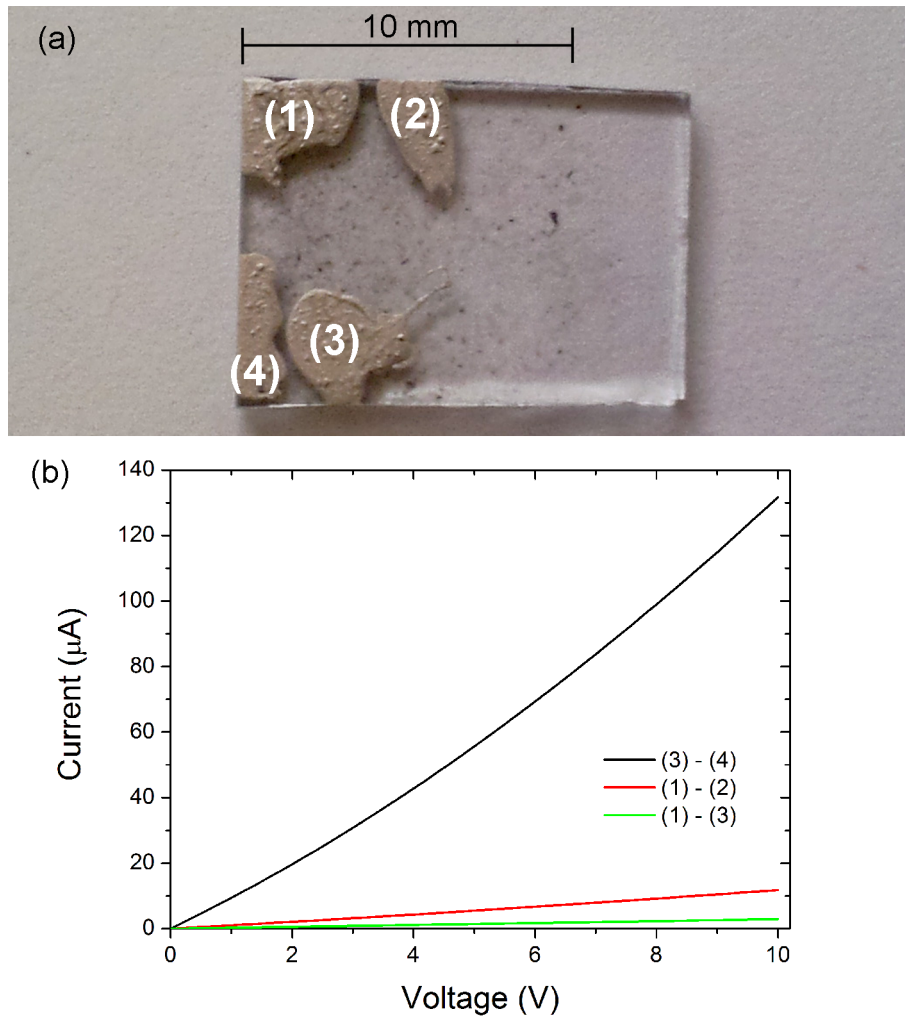 (a)
10 mm
(1)
(2)
(3)
(4)
(b)
140
120
100
80
60
40
20
0
Current (μA)
(3) - (4)
(1) - (2)
(1) - (3)
0 2 4 6 8 10
Voltage (V)